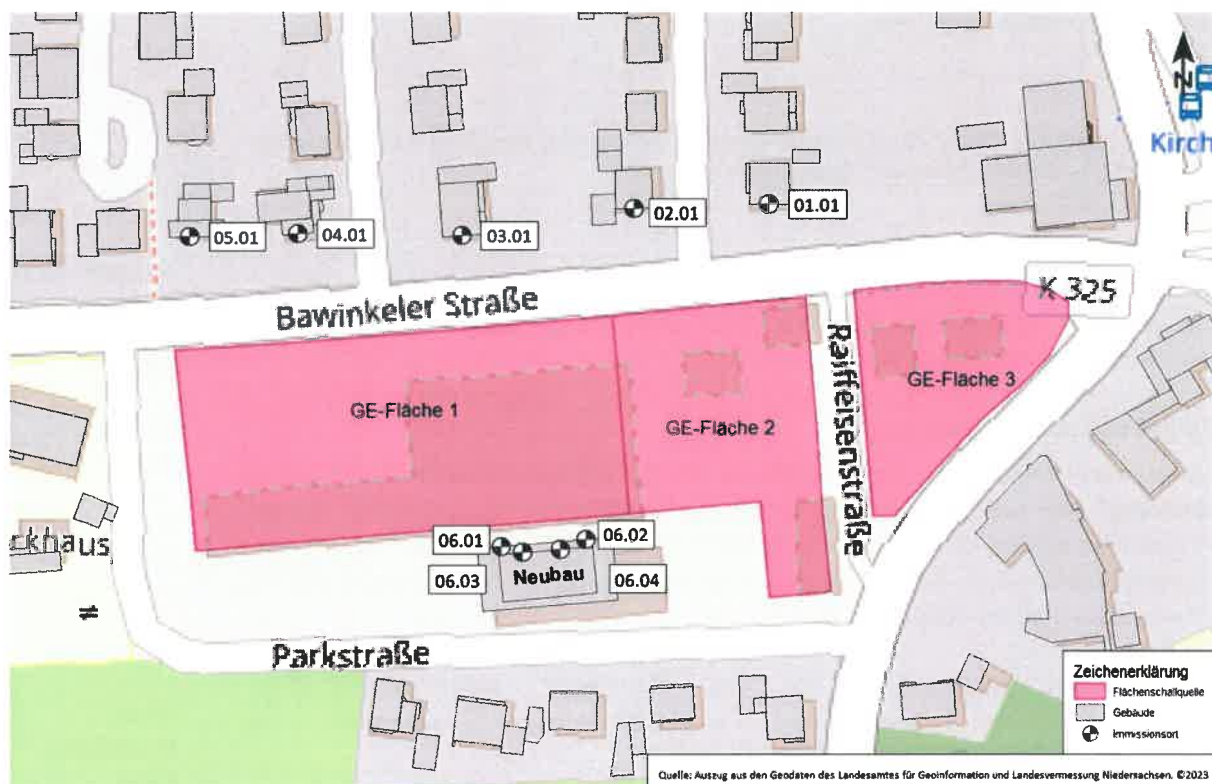 N
Kirch
05.01
04.01
03.01
02.01
01.01
Bawinkeler Straße
K 325
Raiffeisenstraße
GE-Fläche 1
GE-Fläche 2
GE-Fläche 3
rkhaus
06.01
06.02
06.03
Neubau
06.04
Parkstraße
Zeichenerklärung
Flächenschallquelle
Gebäude
Immissionsort
Quelle: Auszug aus den Geodaten des Landesamtes für Geoinformation und Landesvermessung Niedersachsen, ©2023